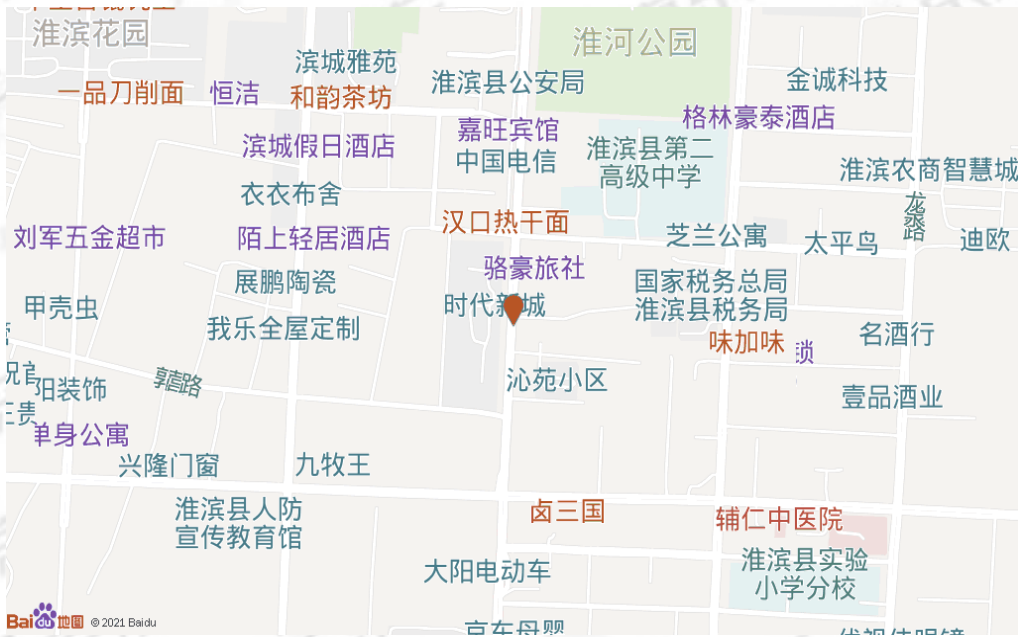 淮滨花园
滨城雅苑
淮滨县公安局
淮河公园
金诚科技
一品刀削面
恒洁
和韵茶坊
格林豪泰酒店
嘉旺宾馆
滨城假日酒店
中国电信
淮滨县第二
高级中学
淮滨农商智慧城
衣衣布舍
龙
路
汉口热干面
刘军五金超市
陌上轻居酒店
芝兰公寓
太平鸟
迪欧
骆豪旅社
展鹏陶瓷
国家税务总局
淮滨县税务局
甲壳虫
时代新城
我乐全屋定制
味加味
锁
名酒行
阳装饰
路
沁苑小区
壹品酒业
单身公寓
兴隆门窗
九牧王
淮滨县人防
宣传教育馆
卤三国
辅仁中医院
淮滨县实验
小学分校
大阳电动车
京东母婴
Bai du 地图 © 2021 Baidu